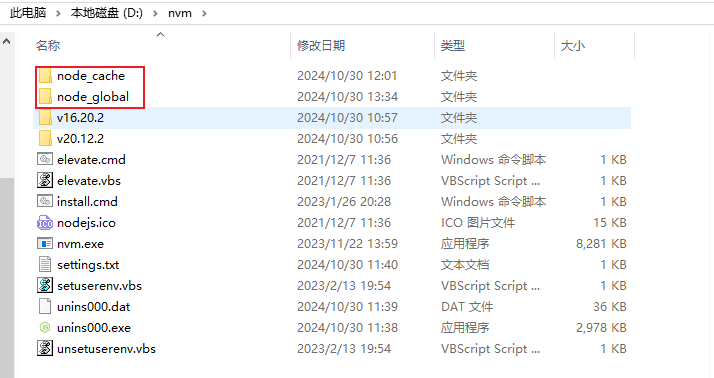 此电脑 > 本地磁盘 (D:) > nvm >
名称 修改日期 类型 大小
node_cache 2024/10/30 12:01 文件夹
node_global 2024/10/30 13:34 文件夹
v16.20.2 2024/10/30 10:57 文件夹
v20.12.2 2024/10/30 10:56 文件夹
elevate.cmd 2021/12/7 11:36 Windows 命令脚本 1 KB
elevate.vbs 2021/12/7 11:36 VBScript Script ... 1 KB
install.cmd 2023/1/26 20:28 Windows 命令脚本 1 KB
nodejs.ico 2021/12/7 11:36 ICO 图片文件 15 KB
nvm.exe 2023/11/22 13:59 应用程序 8,281 KB
settings.txt 2024/10/30 11:40 文本文档 1 KB
setuserenv.vbs 2023/2/13 19:54 VBScript Script ... 1 KB
unins000.dat 2024/10/30 11:39 DAT 文件 36 KB
unins000.exe 2024/10/30 11:38 应用程序 2,978 KB
unsetuserenv.vbs 2023/2/13 19:54 VBScript Script ... 1 KB